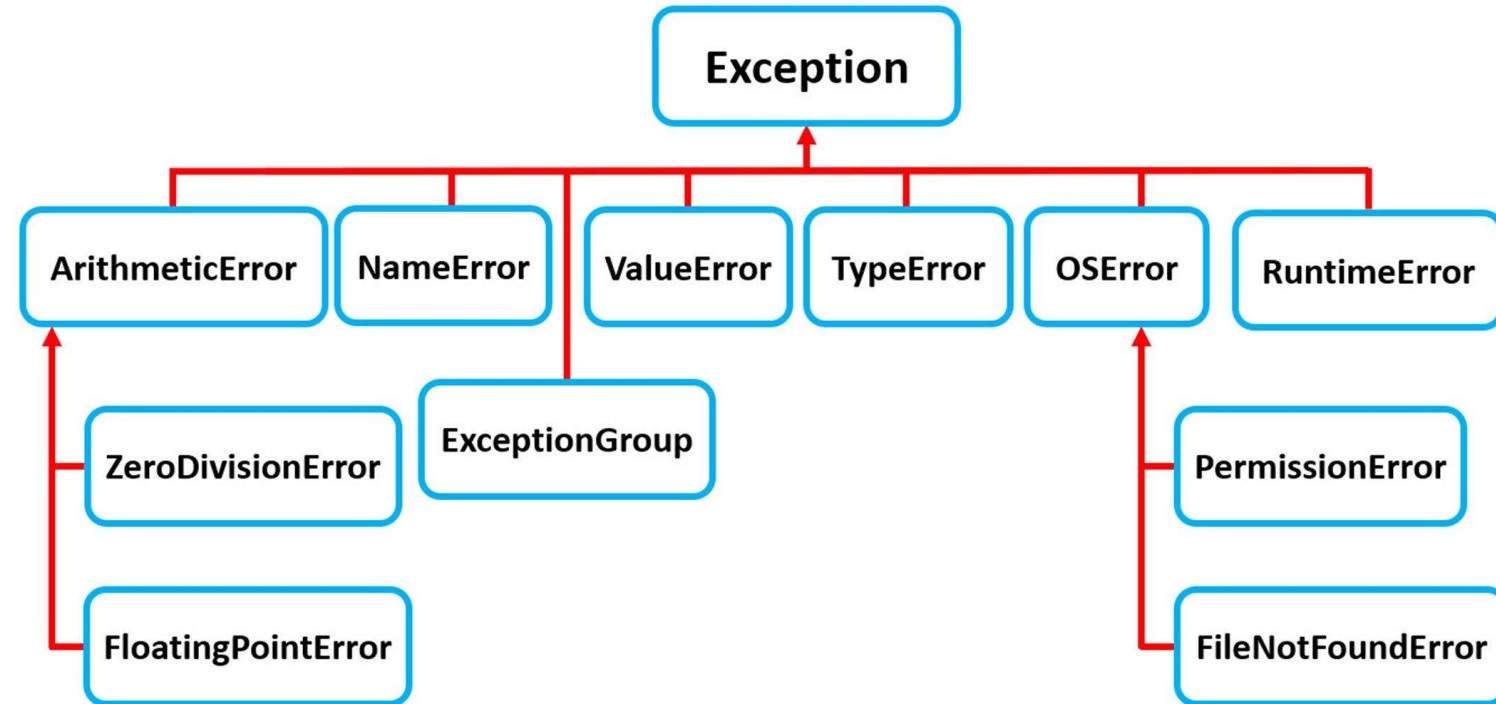 Exception
ArithmeticError
NameError
ValueError
TypeError
OSError
RuntimeError
ExceptionGroup
ZeroDivisionError
PermissionError
FloatingPointError
FileNotFoundError